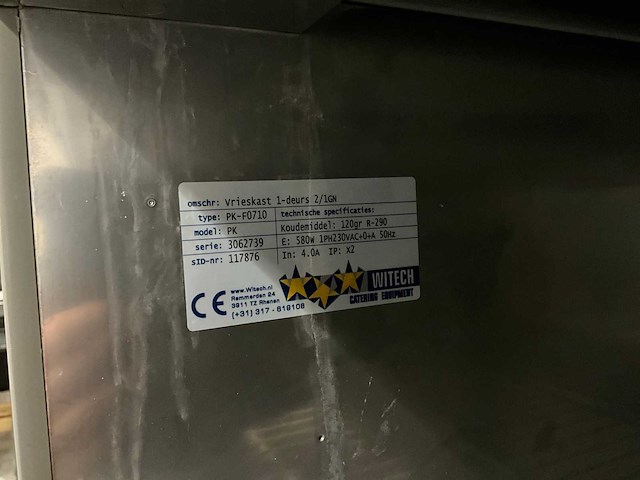 omschr: Vrieskast 1-deurs 2/1GN
type: PK-F0710 technische specificaties:
model: PK Koudemiddel: 120gr R-290
serie: 3062739 E: 580W 1PH230VAC+0+A 50Hz
sID-nr: 117876 In: 4.0A IP: X2
CE
www.Witech.nl
Remmerden 24
3911 TZ Rhenen
(+31) 317 - 619108
WITECH
CATERING EQUIPMENT